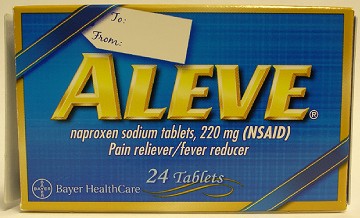 To:
From:
ALEVE®
naproxen sodium tablets, 220 mg (NSAID)
Pain reliever/fever reducer
24 Tablets
BAYER
Bayer HealthCare